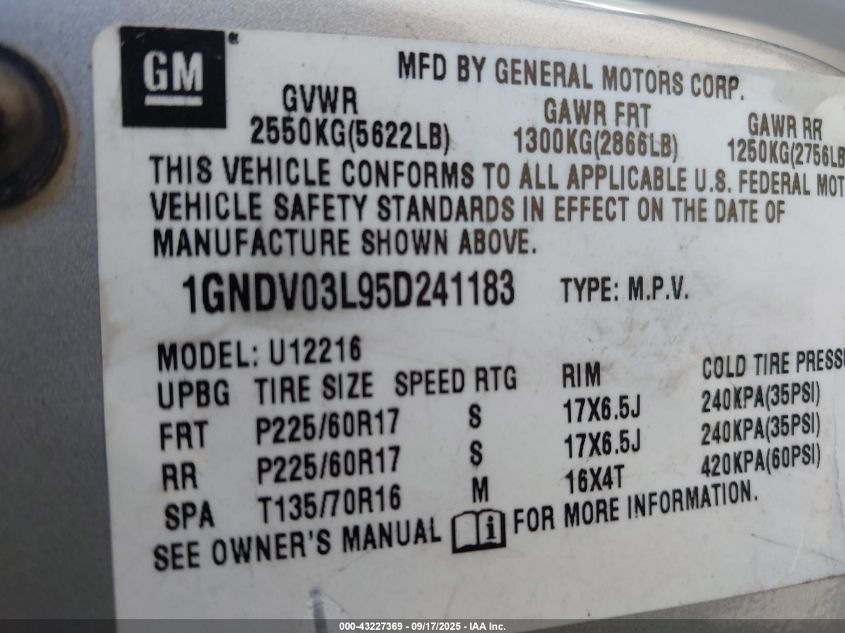 GM
MFD BY GENERAL MOTORS CORP.
GVWR GAWR FRT GAWR RR
2550KG(5622LB) 1300KG(2866LB) 1250KG(2756LB
THIS VEHICLE CONFORMS TO ALL APPLICABLE U.S. FEDERAL MOT
VEHICLE SAFETY STANDARDS IN EFFECT ON THE DATE OF
MANUFACTURE SHOWN ABOVE.
1GNDV03L95D241183 TYPE: M.P.V.
MODEL: U12216
UPBG TIRE SIZE SPEED RTG RIM COLD TIRE PRESS
FRT P225/60R17 S 17X6.5J 240KPA(35PSI)
RR P225/60R17 S 17X6.5J 240KPA(35PSI)
SPA T135/70R16 M 16X4T 420KPA(60PSI)
SEE OWNER'S MANUAL i FOR MORE INFORMATION.
000-43227369 - 09/17/2025 - IAA Inc.